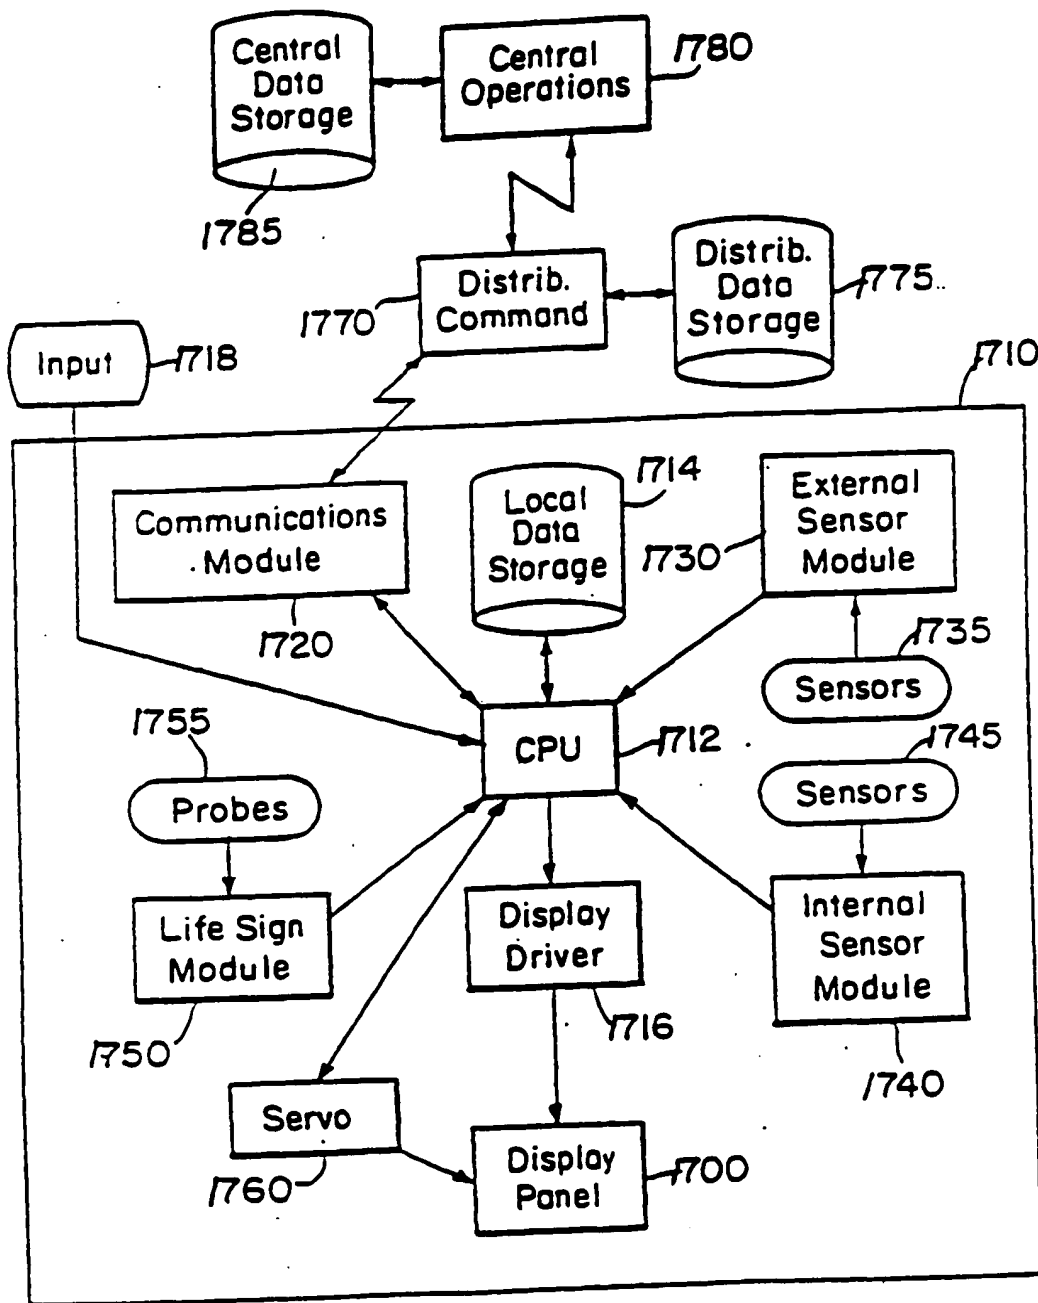 Central
Data
Storage
1785
Central
Operations
1780
Distrib.
Command
1770
Distrib.
Data
Storage
1775
Input
1718
1710
Communications
Module
1720
Local
Data
Storage
1714
External
Sensor
Module
1730
Sensors
1735
CPU
1712
Sensors
1745
Probes
1755
Life Sign
Module
1750
Display
Driver
1716
Internal
Sensor
Module
1740
Servo
1760
Display
Panel
1700